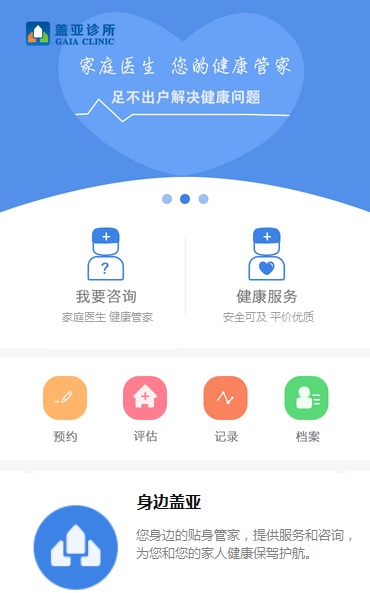 盖亚诊所
GAIA CLINIC
家庭医生 您的健康管家
足不出户解决健康问题
我要咨询
家庭医生 健康管家
健康服务
安全可及 平价优质
预约
评估
记录
档案
身边盖亚
您身边的贴身管家，提供服务和咨询，
为您和您的家人健康保驾护航。